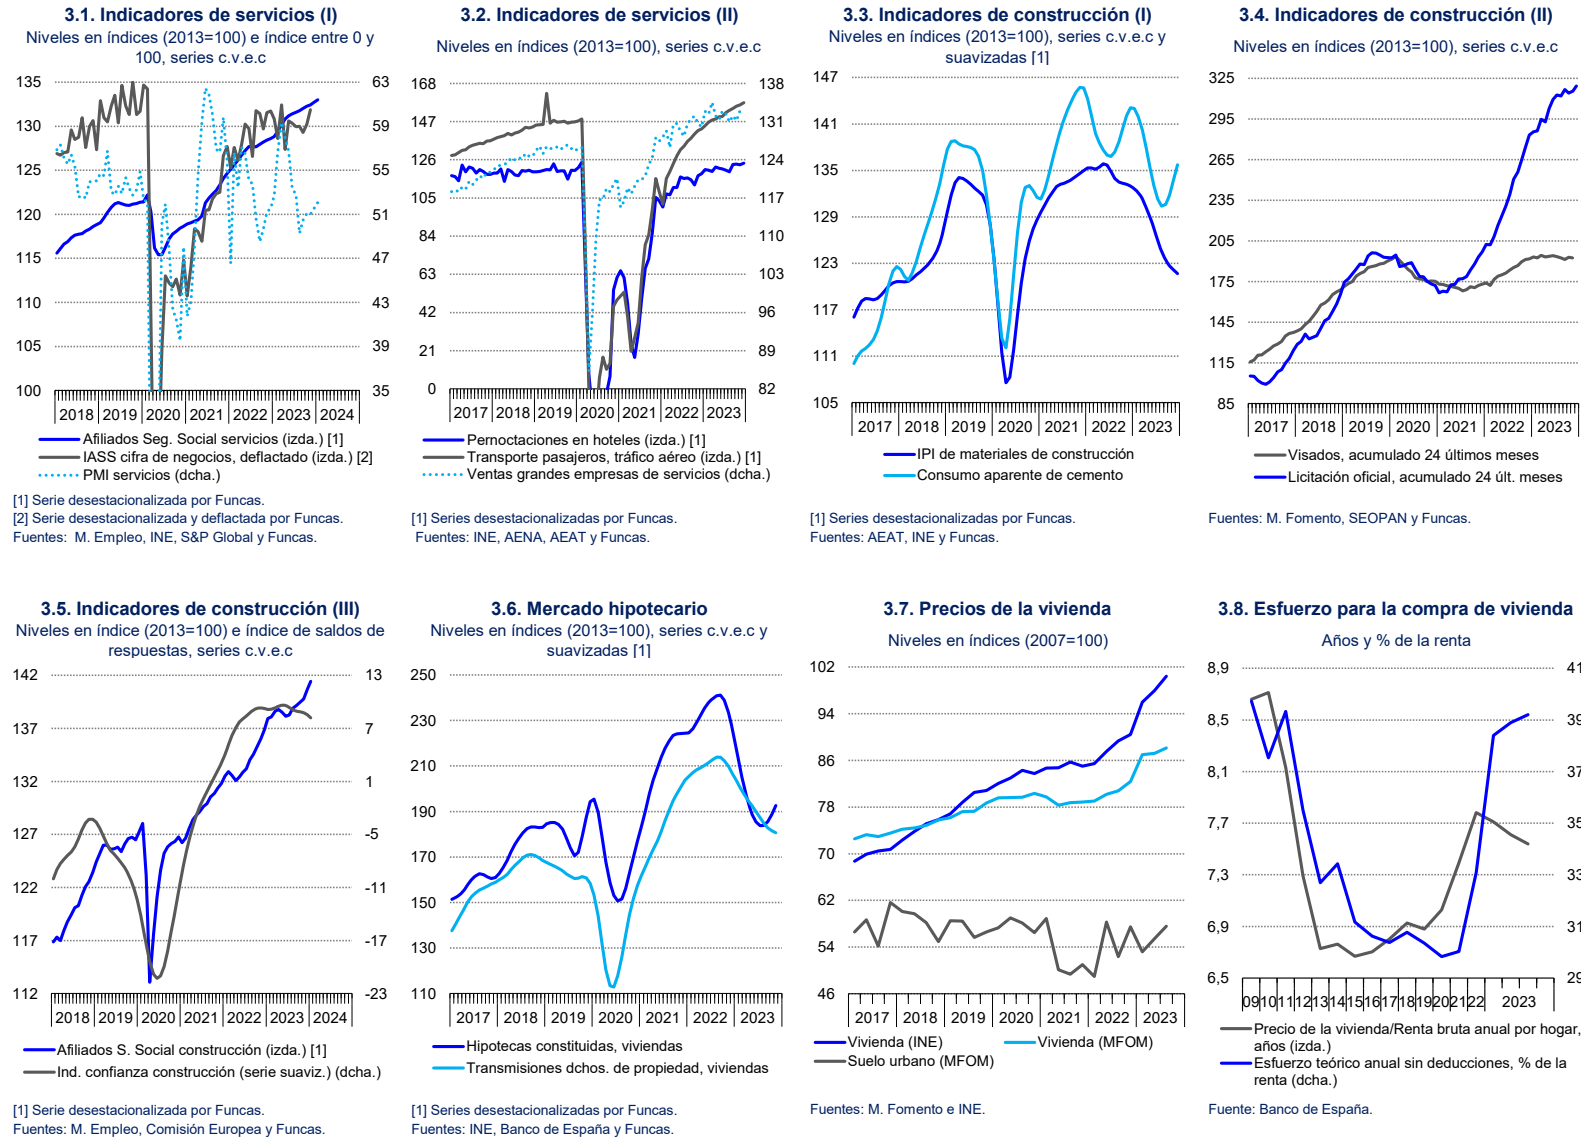 3.1. Indicadores de servicios (I)
Niveles en índices (2013=100) e índice entre 0 y
100, series c.v.e.c
135
130
125
120
115
110
105
100
63
59
55
51
47
43
39
35
2018 2019 2020 2021 2022 2023 2024
Afiliados Seg. Social servicios (izda.) [1]
IASS cifra de negocios, deflactado (izda.) [2]
PMI servicios (dcha.)
[1] Serie desestacionalizada por Funcas.
[2] Serie desestacionalizada y deflactada por Funcas.
Fuentes: M. Empleo, INE, S&P Global y Funcas.
3.2. Indicadores de servicios (II)
Niveles en índices (2013=100), series c.v.e.c
168
147
126
105
84
63
42
21
0
138
131
124
117
110
103
96
89
82
2017 2018 2019 2020 2021 2022 2023
Pernoctaciones en hoteles (izda.) [1]
Transporte pasajeros, tráfico aéreo (izda.) [1]
Ventas grandes empresas de servicios (dcha.)
[1] Series desestacionalizadas por Funcas.
Fuentes: INE, AENA, AEAT y Funcas.
3.3. Indicadores de construcción (I)
Niveles en índices (2013=100), series c.v.e.c y
suavizadas [1]
147
141
135
129
123
117
111
105
2017 2018 2019 2020 2021 2022 2023
IPI de materiales de construcción
Consumo aparente de cemento
[1] Series desestacionalizadas por Funcas.
Fuentes: AEAT, INE y Funcas.
3.4. Indicadores de construcción (II)
Niveles en índices (2013=100), series c.v.e.c
325
295
265
235
205
175
145
115
85
2017 2018 2019 2020 2021 2022 2023
Visados, acumulado 24 últimos meses
Licitación oficial, acumulado 24 últ. meses
Fuentes: M. Fomento, SEOPAN y Funcas.
3.5. Indicadores de construcción (III)
Niveles en índice (2013=100) e índice de saldos de
respuestas, series c.v.e.c
142
137
132
127
122
117
112
13
7
1
-5
-11
-17
-23
2018 2019 2020 2021 2022 2023 2024
Afiliados S. Social construcción (izda.) [1]
Ind. confianza construcción (serie suaviz.) (dcha.)
[1] Serie desestacionalizada por Funcas.
Fuentes: M. Empleo, Comisión Europea y Funcas.
3.6. Mercado hipotecario
Niveles en índices (2013=100), series c.v.e.c y
suavizadas [1]
250
230
210
190
170
150
130
110
2017 2018 2019 2020 2021 2022 2023
Hipotecas constituidas, viviendas
Transmisiones dchos. de propiedad, viviendas
[1] Series desestacionalizadas por Funcas.
Fuentes: INE, Banco de España y Funcas.
3.7. Precios de la vivienda
Niveles en índices (2007=100)
102
94
86
78
70
62
54
46
2017 2018 2019 2020 2021 2022 2023
Vivienda (INE)
Vivienda (MFOM)
Suelo urbano (MFOM)
Fuentes: M. Fomento e INE.
3.8. Esfuerzo para la compra de vivienda
Años y % de la renta
8,9
8,5
8,1
7,7
7,3
6,9
6,5
41
39
37
35
33
31
29
09 10 11 12 13 14 15 16 17 18 19 20 21 22 2023
Precio de la vivienda/Renta bruta anual por hogar,
años (izda.)
Esfuerzo teórico anual sin deducciones, % de la
renta (dcha.)
Fuente: Banco de España.